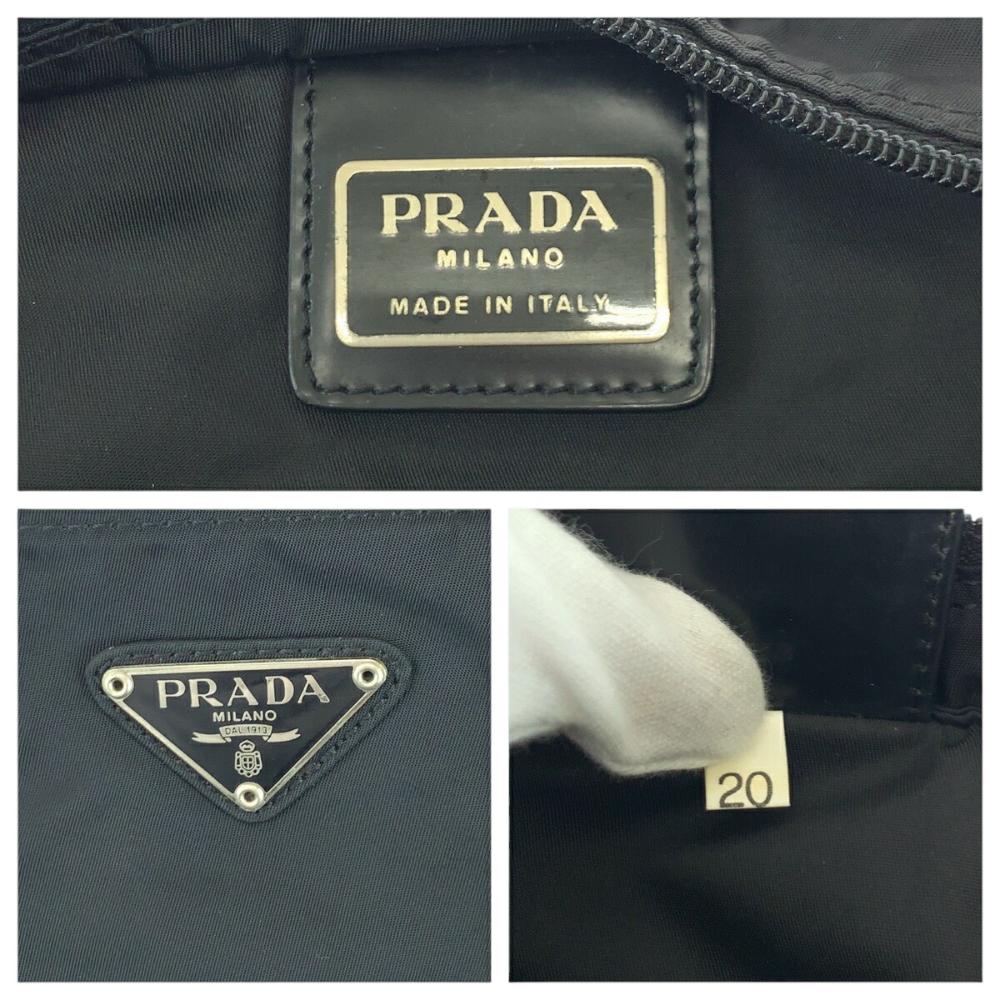 PRADA
MILANO
MADE IN ITALY
PRADA
MILANO
DAL 1913
20